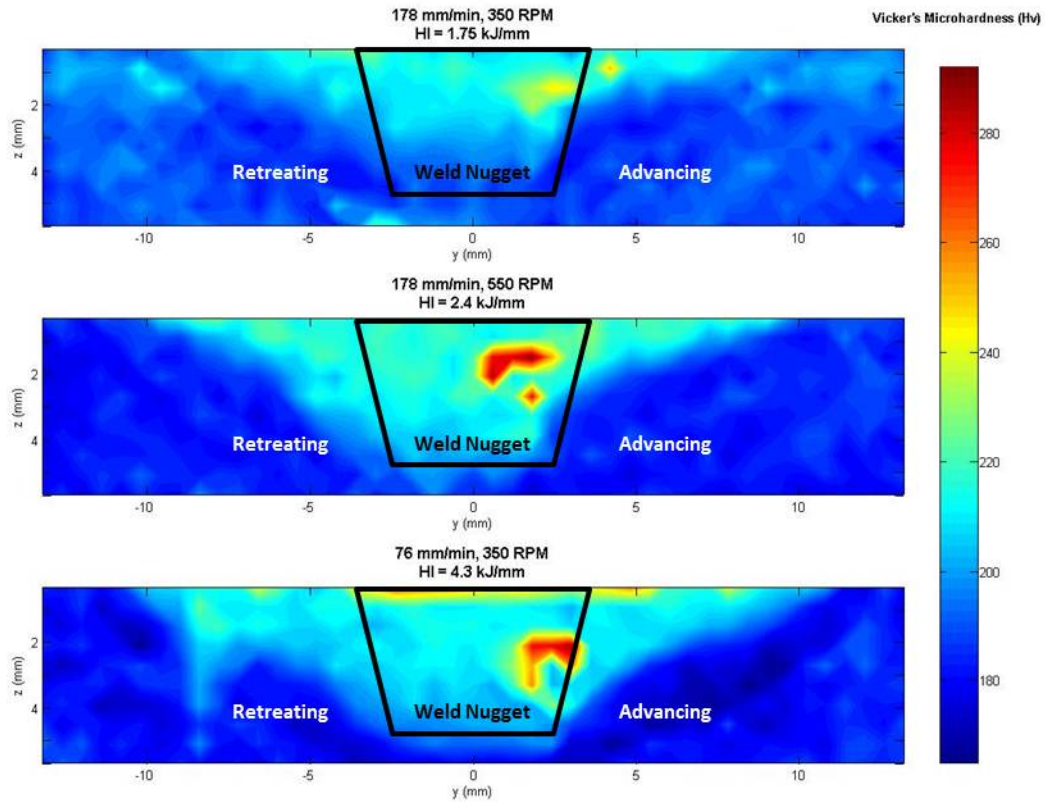 178 mm/min, 350 RPM
HI = 1.75 kJ/mm
Vicker's Microhardness (Hv)
2
4
z (mm)
Retreating
Weld Nugget
Advancing
-10
-5
0
5
10
y (mm)
178 mm/min, 550 RPM
HI = 2.4 kJ/mm
2
4
z (mm)
Retreating
Weld Nugget
Advancing
-10
-5
0
5
10
y (mm)
76 mm/min, 350 RPM
HI = 4.3 kJ/mm
2
4
z (mm)
Retreating
Weld Nugget
Advancing
-10
-5
0
5
10
y (mm)
280
260
240
220
200
180